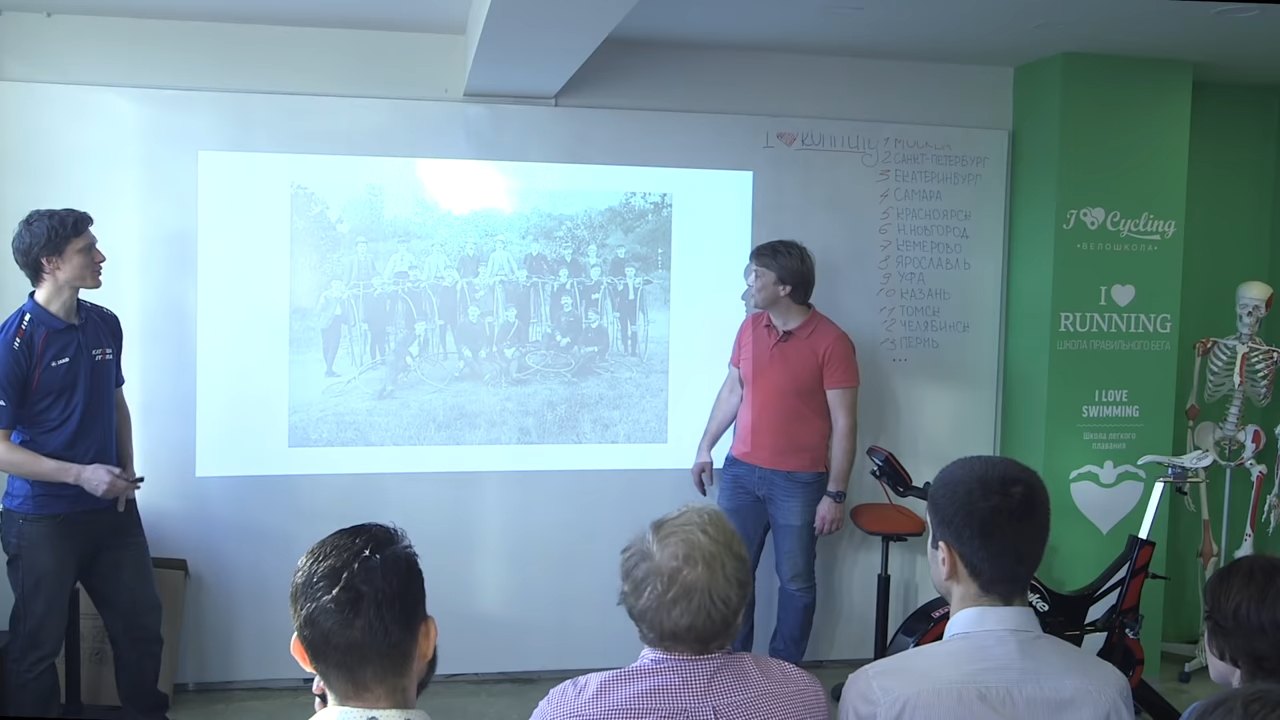 I ❤ RUNNING
1 МОСКВА
2 САНКТ-ПЕТЕРБУРГ
3 ЕКАТЕРИНБУРГ
4 САМАРА
5 КРАСНОЯРСК
6 Н.НОВГОРОД
7 КЕМЕРОВО
8 ЯРОСЛАВЛЬ
9 УФА
10 КАЗАНЬ
11 ТОМСК
12 ЧЕЛЯБИНСК
13 ПЕРМЬ
...
I Cycling
•ВЕЛОШКОЛА•
I ❤
RUNNING
ШКОЛА ПРАВИЛЬНОГО БЕГА
I LOVE
SWIMMING
Школа легкого
плавания